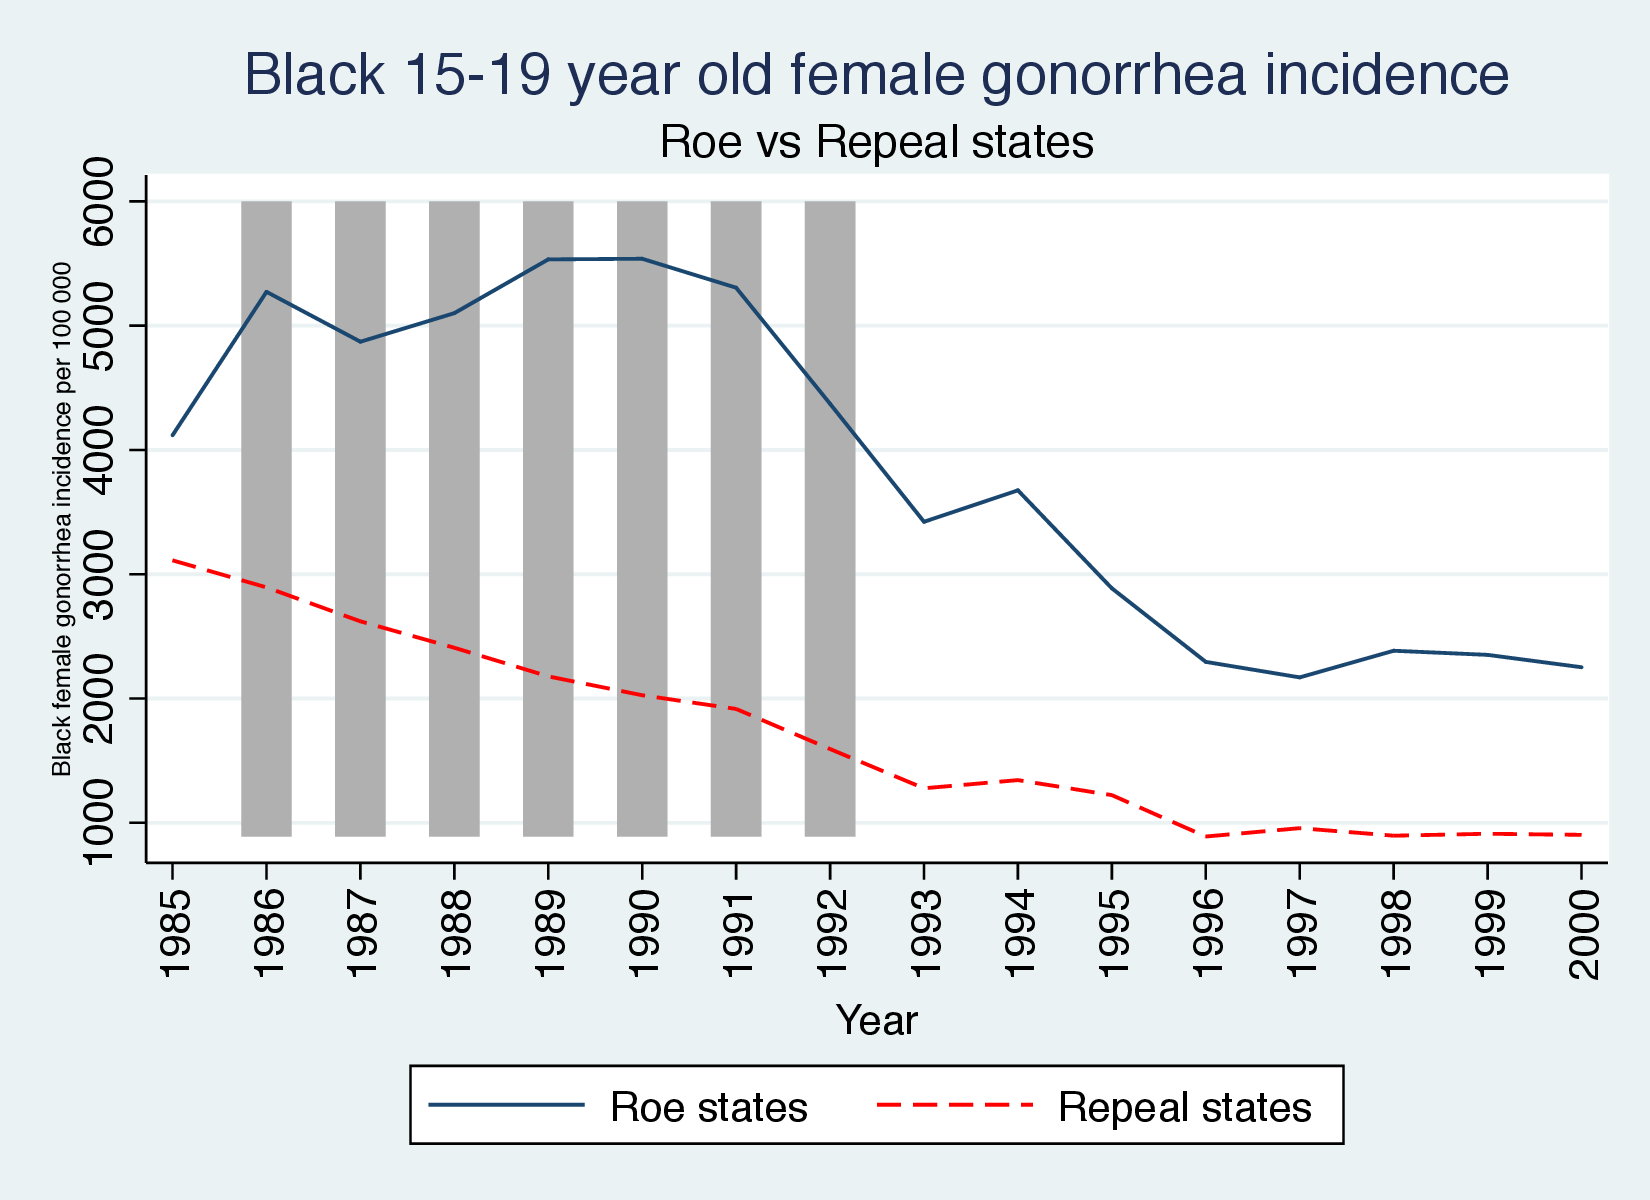 Black 15-19 year old female gonorrhea incidence
Roe vs Repeal states
Black female gonorrhea incidence per 100 000
6000
5000
4000
3000
2000
1000
1985 1986 1987 1988 1989 1990 1991 1992 1993 1994 1995 1996 1997 1998 1999 2000
Year
Roe states Repeal states